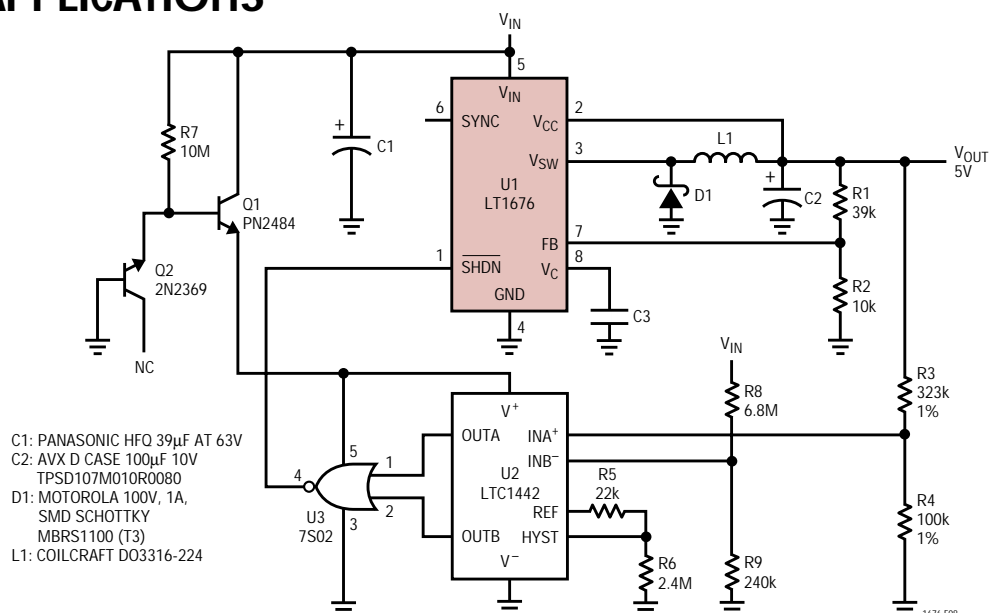 APPLICATIONS
VIN
5
VIN
6
SYNC
VCC
2
VSW
3
U1
LT1676
FB
7
1
SHDN
VC
8
GND
4
R7
10M
Q1
PN2484
C1
Q2
2N2369
NC
L1
D1
C2
VOUT
5V
R1
39k
R2
10k
C3
VIN
R8
6.8M
R3
323k
1%
V+
OUTA
INA+
INB–
U2
LTC1442
R5
22k
REF
OUTB
HYST
V–
R6
2.4M
R9
240k
R4
100k
1%
5
4
1
2
3
U3
7S02
C1: PANASONIC HFQ 39µF AT 63V
C2: AVX D CASE 100µF 10V
TPSD107M010R0080
D1: MOTOROLA 100V, 1A,
SMD SCHOTTKY
MBRS1100 (T3)
L1: COILCRAFT DO3316-224